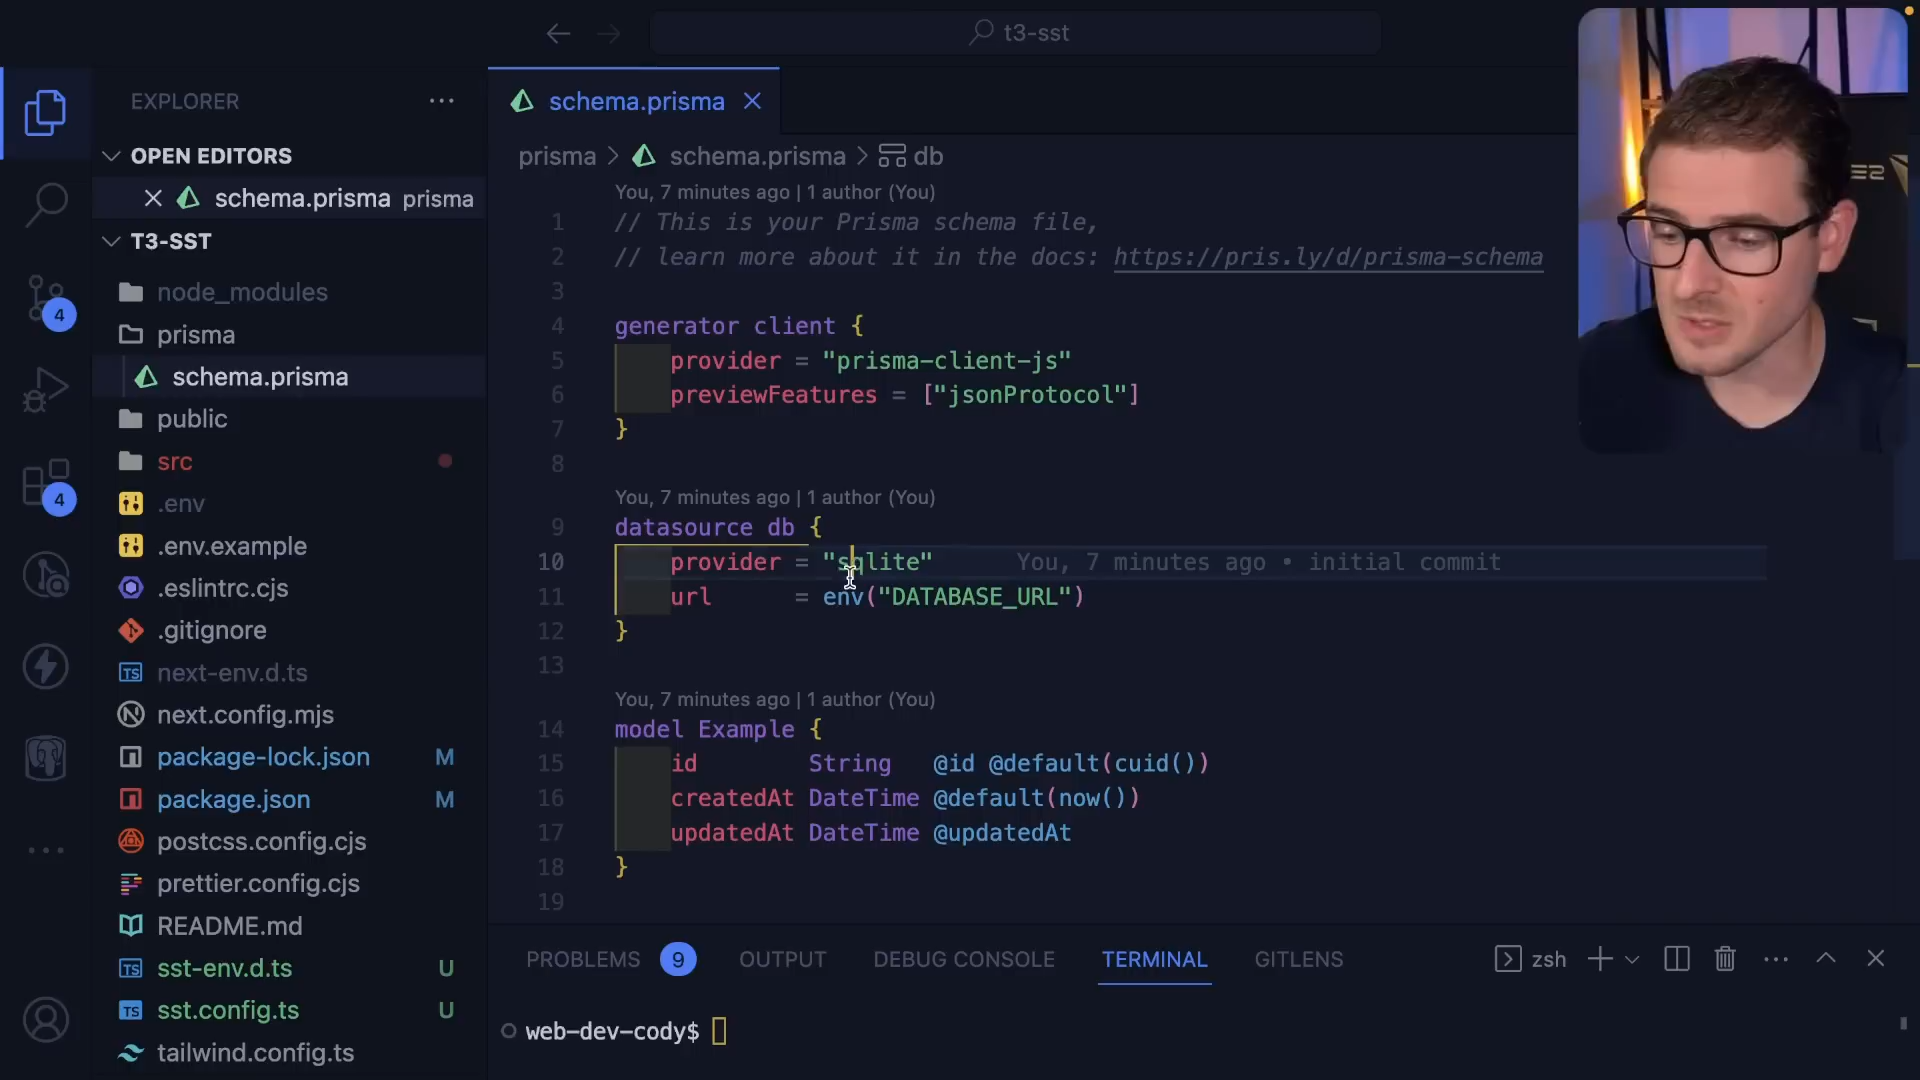 t3-sst
EXPLORER
OPEN EDITORS
schema.prisma prisma
T3-SST
node_modules
prisma
schema.prisma
public
src
.env
.env.example
.eslintrc.cjs
.gitignore
next-env.d.ts
next.config.mjs
package-lock.json M
package.json M
postcss.config.cjs
prettier.config.cjs
README.md
sst-env.d.ts U
sst.config.ts U
tailwind.config.ts
4
4
schema.prisma
prisma > schema.prisma > db
You, 7 minutes ago | 1 author (You)
1 // This is your Prisma schema file,
2 // learn more about it in the docs: https://pris.ly/d/prisma-schema
3
4 generator client {
5 provider = "prisma-client-js"
6 previewFeatures = ["jsonProtocol"]
7 }
8
You, 7 minutes ago | 1 author (You)
9 datasource db {
10 provider = "sqlite" You, 7 minutes ago • initial commit
11 url = env("DATABASE_URL")
12 }
13
You, 7 minutes ago | 1 author (You)
14 model Example {
15 id String @id @default(cuid())
16 createdAt DateTime @default(now())
17 updatedAt DateTime @updatedAt
18 }
19
PROBLEMS 9 OUTPUT DEBUG CONSOLE TERMINAL GITLENS zsh
web-dev-cody$